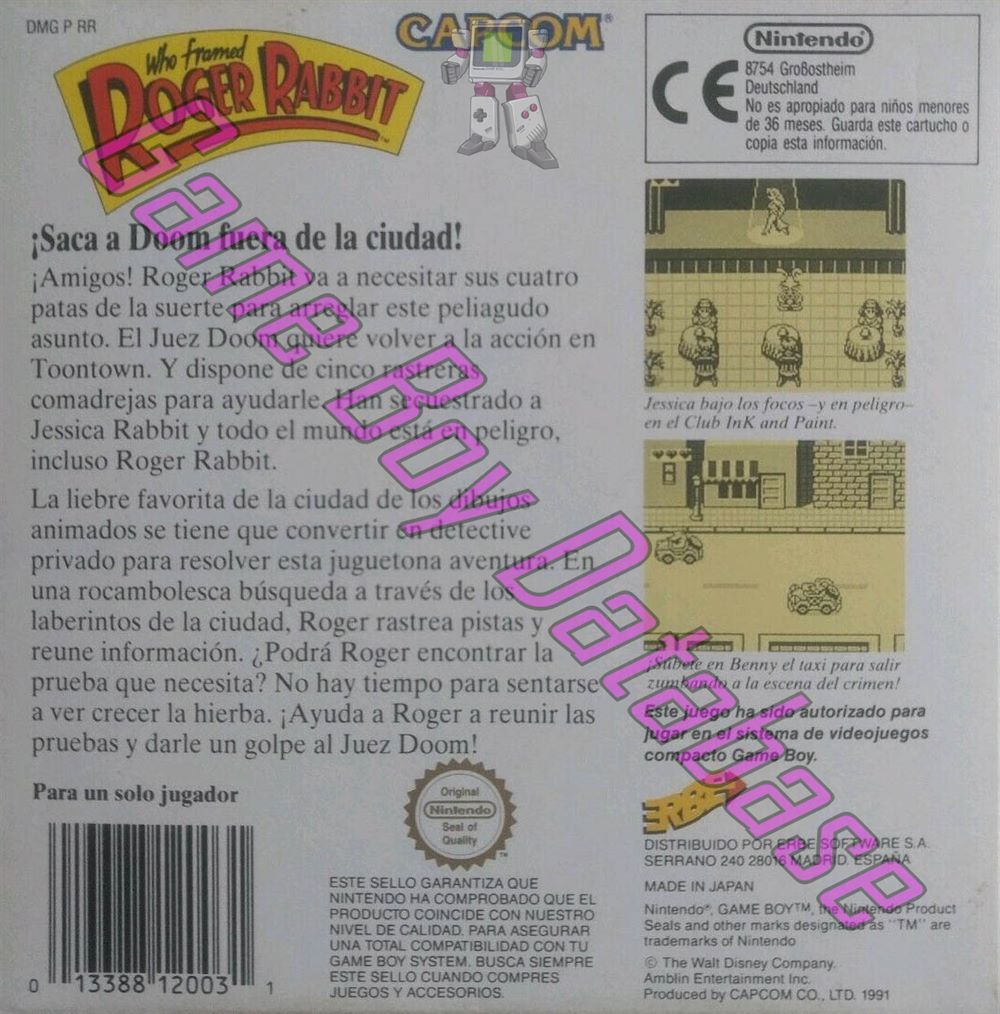 DMG P RR
CAPCOM®
Who framed
ROGER RABBIT™
Nintendo®
CE
8754 Großostheim
Deutschland
No es apropiado para niños menores
de 36 meses. Guarda este cartucho o
copia esta información.
¡Saca a Doom fuera de la ciudad!
¡Amigos! Roger Rabbit va a necesitar sus cuatro
patas de la suerte para arreglar este peliagudo
asunto. El Juez Doom quiere volver a la acción en
Toontown. Y dispone de cinco rastreras
comadrejas para ayudarle. Han secuestrado a
Jessica Rabbit y todo el mundo está en peligro,
incluso Roger Rabbit.
La liebre favorita de la ciudad de los dibujos
animados se tiene que convertir en detective
privado para resolver esta juguetona aventura. En
una rocambolesca búsqueda a través de los
laberintos de la ciudad, Roger rastrea pistas y
reune información. ¿Podrá Roger encontrar la
prueba que necesita? No hay tiempo para sentarse
a ver crecer la hierba. ¡Ayuda a Roger a reunir las
pruebas y darle un golpe al Juez Doom!
Para un solo jugador
Jessica bajo los focos –y en peligro–
en el Club InK and Paint.
¡Súbete en Benny el taxi para salir
zumbando a la escena del crimen!
Este juego ha sido autorizado para
jugar en el sistema de videojuegos
compacto Game Boy.
ERBE
DISTRIBUIDO POR ERBE SOFTWARE S.A.
SERRANO 240 28016 MADRID. ESPAÑA
MADE IN JAPAN
Nintendo®, GAME BOY™, the Nintendo Product
Seals and other marks designated as "TM" are
trademarks of Nintendo
© The Walt Disney Company.
Amblin Entertainment Inc.
Produced by CAPCOM CO., LTD. 1991
Original
Nintendo®
Seal of
Quality
™
ESTE SELLO GARANTIZA QUE
NINTENDO HA COMPROBADO QUE EL
PRODUCTO COINCIDE CON NUESTRO
NIVEL DE CALIDAD. PARA ASEGURAR
UNA TOTAL COMPATIBILIDAD CON TU
GAME BOY SYSTEM. BUSCA SIEMPRE
ESTE SELLO CUANDO COMPRES
JUEGOS Y ACCESORIOS.
0 13388 12003 1
Game Boy Database